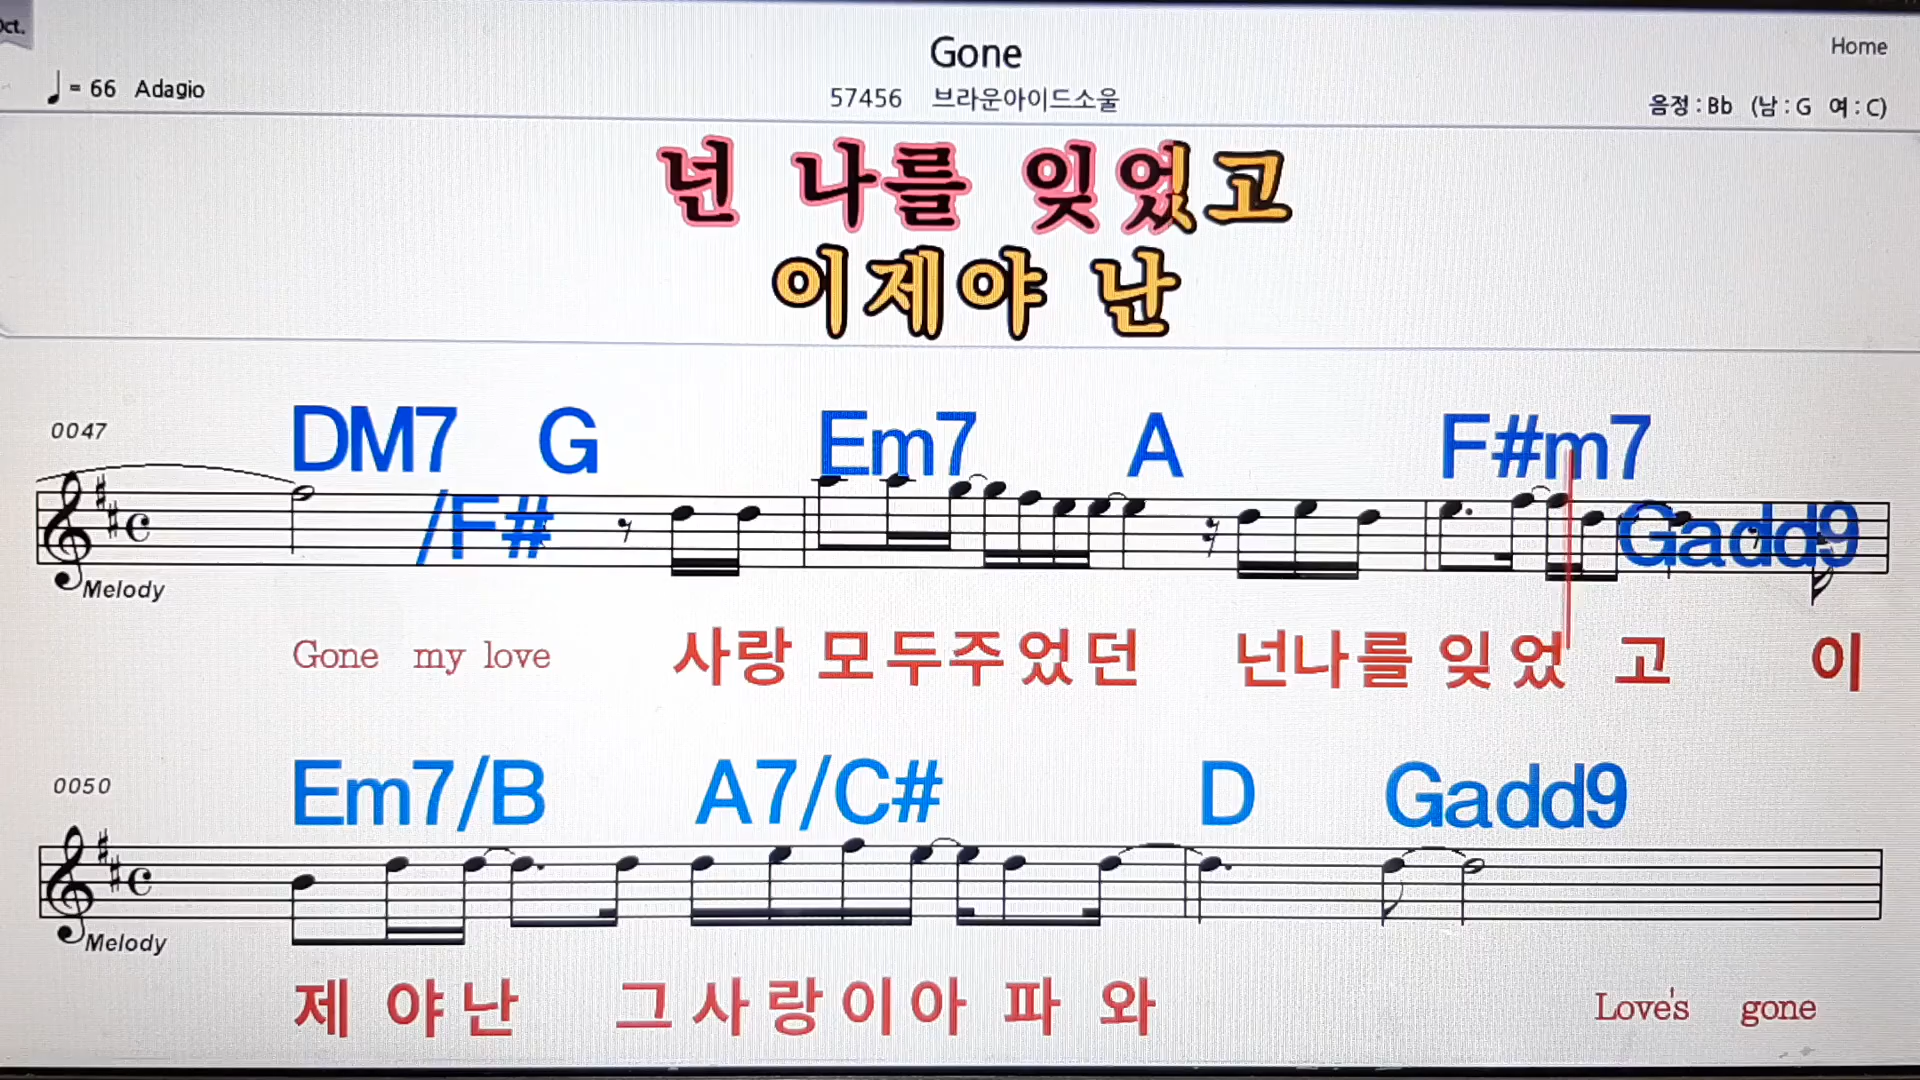 Oct.
Gone
Home
♩ = 66 Adagio
57456 브라운아이드소울
음정 : Bb (남 : G 여 : C)
넌 나를 잊었고
이제야 난
0047
DM7 G Em7 A F#m7
/F# Gadd9
Melody
Gone my love 사랑 모두주었던 넌나를 잊었 고 이
0050
Em7/B A7/C# D Gadd9
Melody
제 야난 그사랑이아 파 와 Love's gone